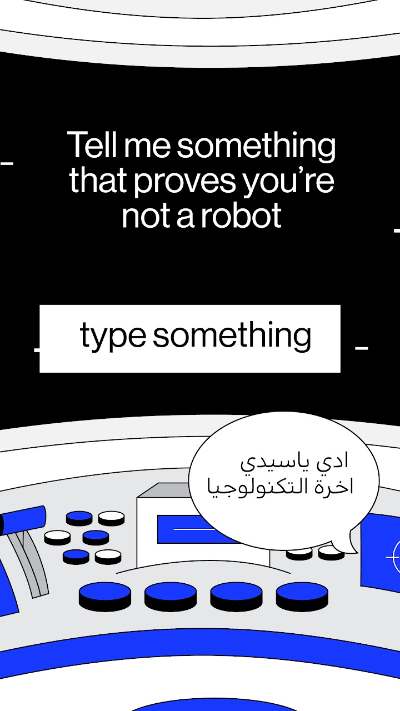 Tell me something
that proves you're
not a robot
type something
ادي ياسيدي
اخرة التكنولوجيا